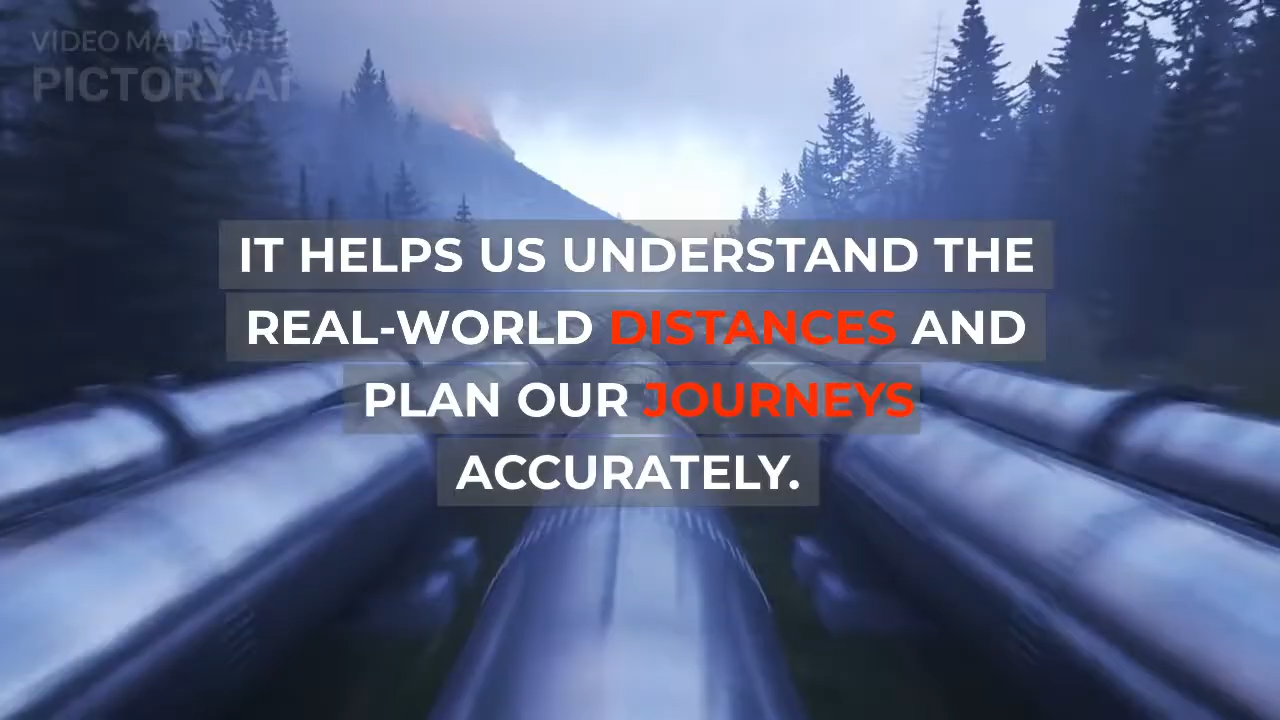 VIDEO MADE WITH
PICTORY.AI
IT HELPS US UNDERSTAND THE
REAL-WORLD DISTANCES AND
PLAN OUR JOURNEYS
ACCURATELY.